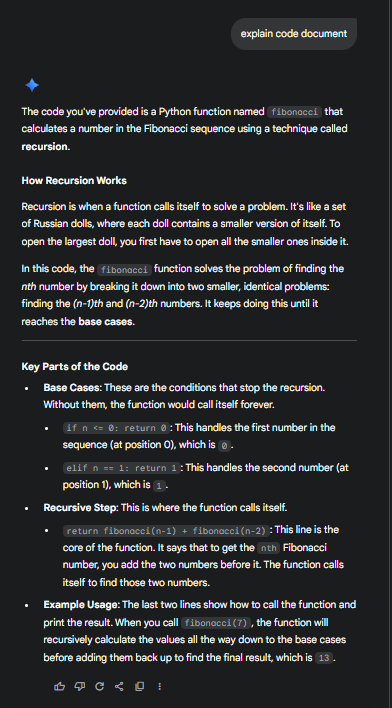 explain code document
The code you've provided is a Python function named fibonacci that
calculates a number in the Fibonacci sequence using a technique called
recursion.
How Recursion Works
Recursion is when a function calls itself to solve a problem. It's like a set
of Russian dolls, where each doll contains a smaller version of itself. To
open the largest doll, you first have to open all the smaller ones inside it.
In this code, the fibonacci function solves the problem of finding the
nth number by breaking it down into two smaller, identical problems:
finding the (n-1)th and (n-2)th numbers. It keeps doing this until it
reaches the base cases.
Key Parts of the Code
• Base Cases: These are the conditions that stop the recursion.
Without them, the function would call itself forever.
• if n <= 0: return 0 : This handles the first number in the
sequence (at position 0), which is 0 .
• elif n == 1: return 1 : This handles the second number (at
position 1), which is 1 .
• Recursive Step: This is where the function calls itself.
• return fibonacci(n-1) + fibonacci(n-2) : This line is the
core of the function. It says that to get the nth Fibonacci
number, you add the two numbers before it. The function calls
itself to find those two numbers.
• Example Usage: The last two lines show how to call the function and
print the result. When you call fibonacci(7) , the function will
recursively calculate the values all the way down to the base cases
before adding them back up to find the final result, which is 13 .